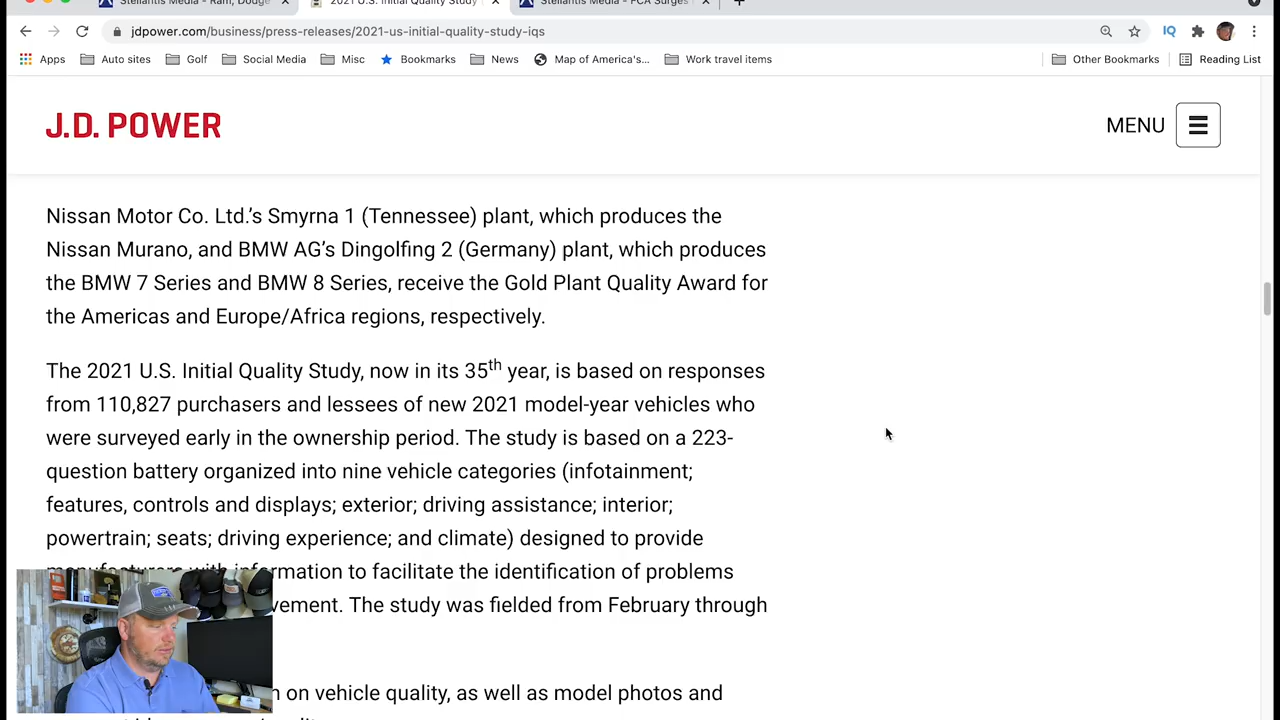 Stellantis Media - Ram, Dodge
2021 U.S. Initial Quality Study
Stellantis Media - FCA Surges
jdpower.com/business/press-releases/2021-us-initial-quality-study-iqs
IQ
Apps Auto sites Golf Social Media Misc Bookmarks News Map of America's... Work travel items Other Bookmarks Reading List
J.D. POWER
MENU
Nissan Motor Co. Ltd.'s Smyrna 1 (Tennessee) plant, which produces the
Nissan Murano, and BMW AG's Dingolfing 2 (Germany) plant, which produces
the BMW 7 Series and BMW 8 Series, receive the Gold Plant Quality Award for
the Americas and Europe/Africa regions, respectively.
The 2021 U.S. Initial Quality Study, now in its 35th year, is based on responses
from 110,827 purchasers and lessees of new 2021 model-year vehicles who
were surveyed early in the ownership period. The study is based on a 223-
question battery organized into nine vehicle categories (infotainment;
features, controls and displays; exterior; driving assistance; interior;
powertrain; seats; driving experience; and climate) designed to provide
manufacturers with information to facilitate the identification of problems
vement. The study was fielded from February through
on vehicle quality, as well as model photos and